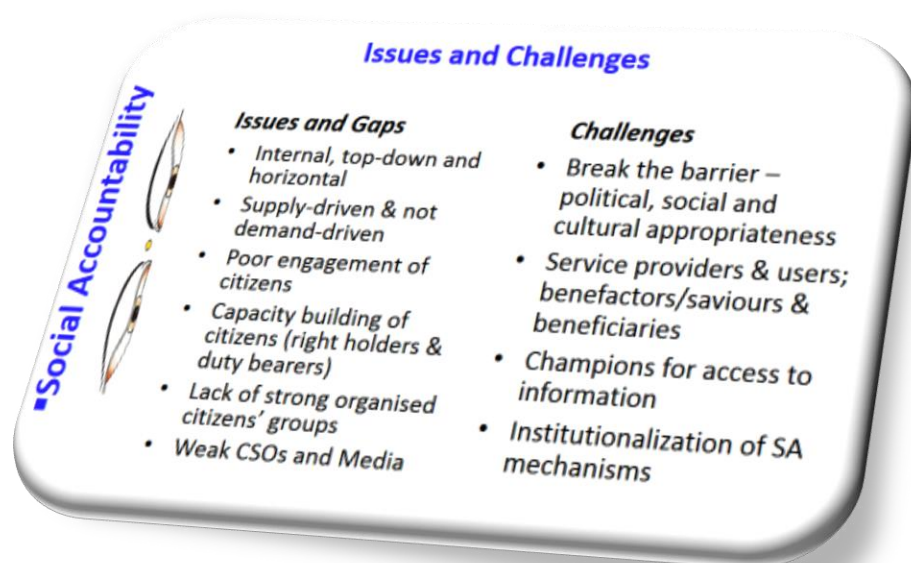 Issues and Challenges
▪Social Accountability
Issues and Gaps
• Internal, top-down and
horizontal
• Supply-driven & not
demand-driven
• Poor engagement of
citizens
• Capacity building of
citizens (right holders &
duty bearers)
• Lack of strong organised
citizens’ groups
• Weak CSOs and Media
Challenges
• Break the barrier –
political, social and
cultural appropriateness
• Service providers & users;
benefactors/saviours &
beneficiaries
• Champions for access to
information
• Institutionalization of SA
mechanisms